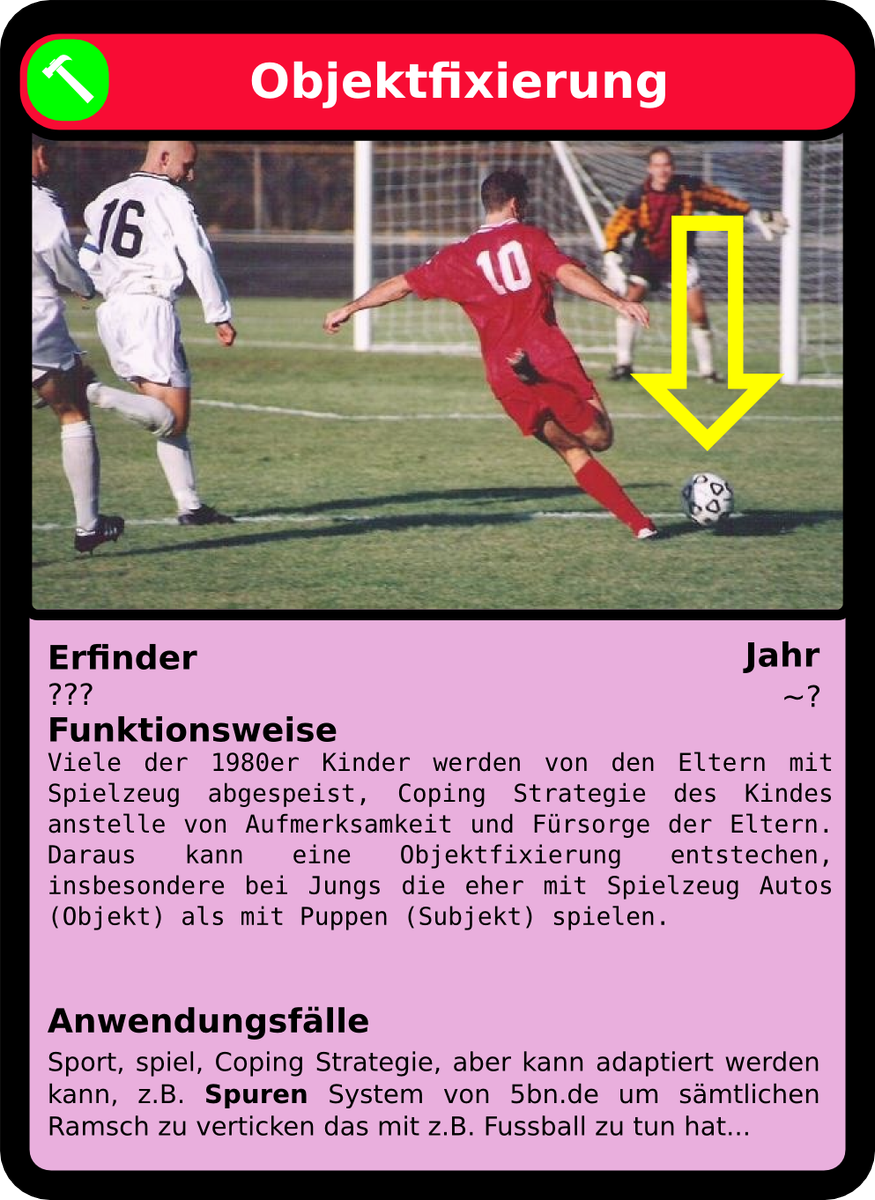 Objektfixierung
16
10
Erfinder
Jahr
???
~?
Funktionsweise
Viele der 1980er Kinder werden von den Eltern mit
Spielzeug abgespeist, Coping Strategie des Kindes
anstelle von Aufmerksamkeit und Fürsorge der Eltern.
Daraus kann eine Objektfixierung entstechen,
insbesondere bei Jungs die eher mit Spielzeug Autos
(Objekt) als mit Puppen (Subjekt) spielen.
Anwendungsfälle
Sport, spiel, Coping Strategie, aber kann adaptiert werden
kann, z.B. Spuren System von 5bn.de um sämtlichen
Ramsch zu verticken das mit z.B. Fussball zu tun hat...